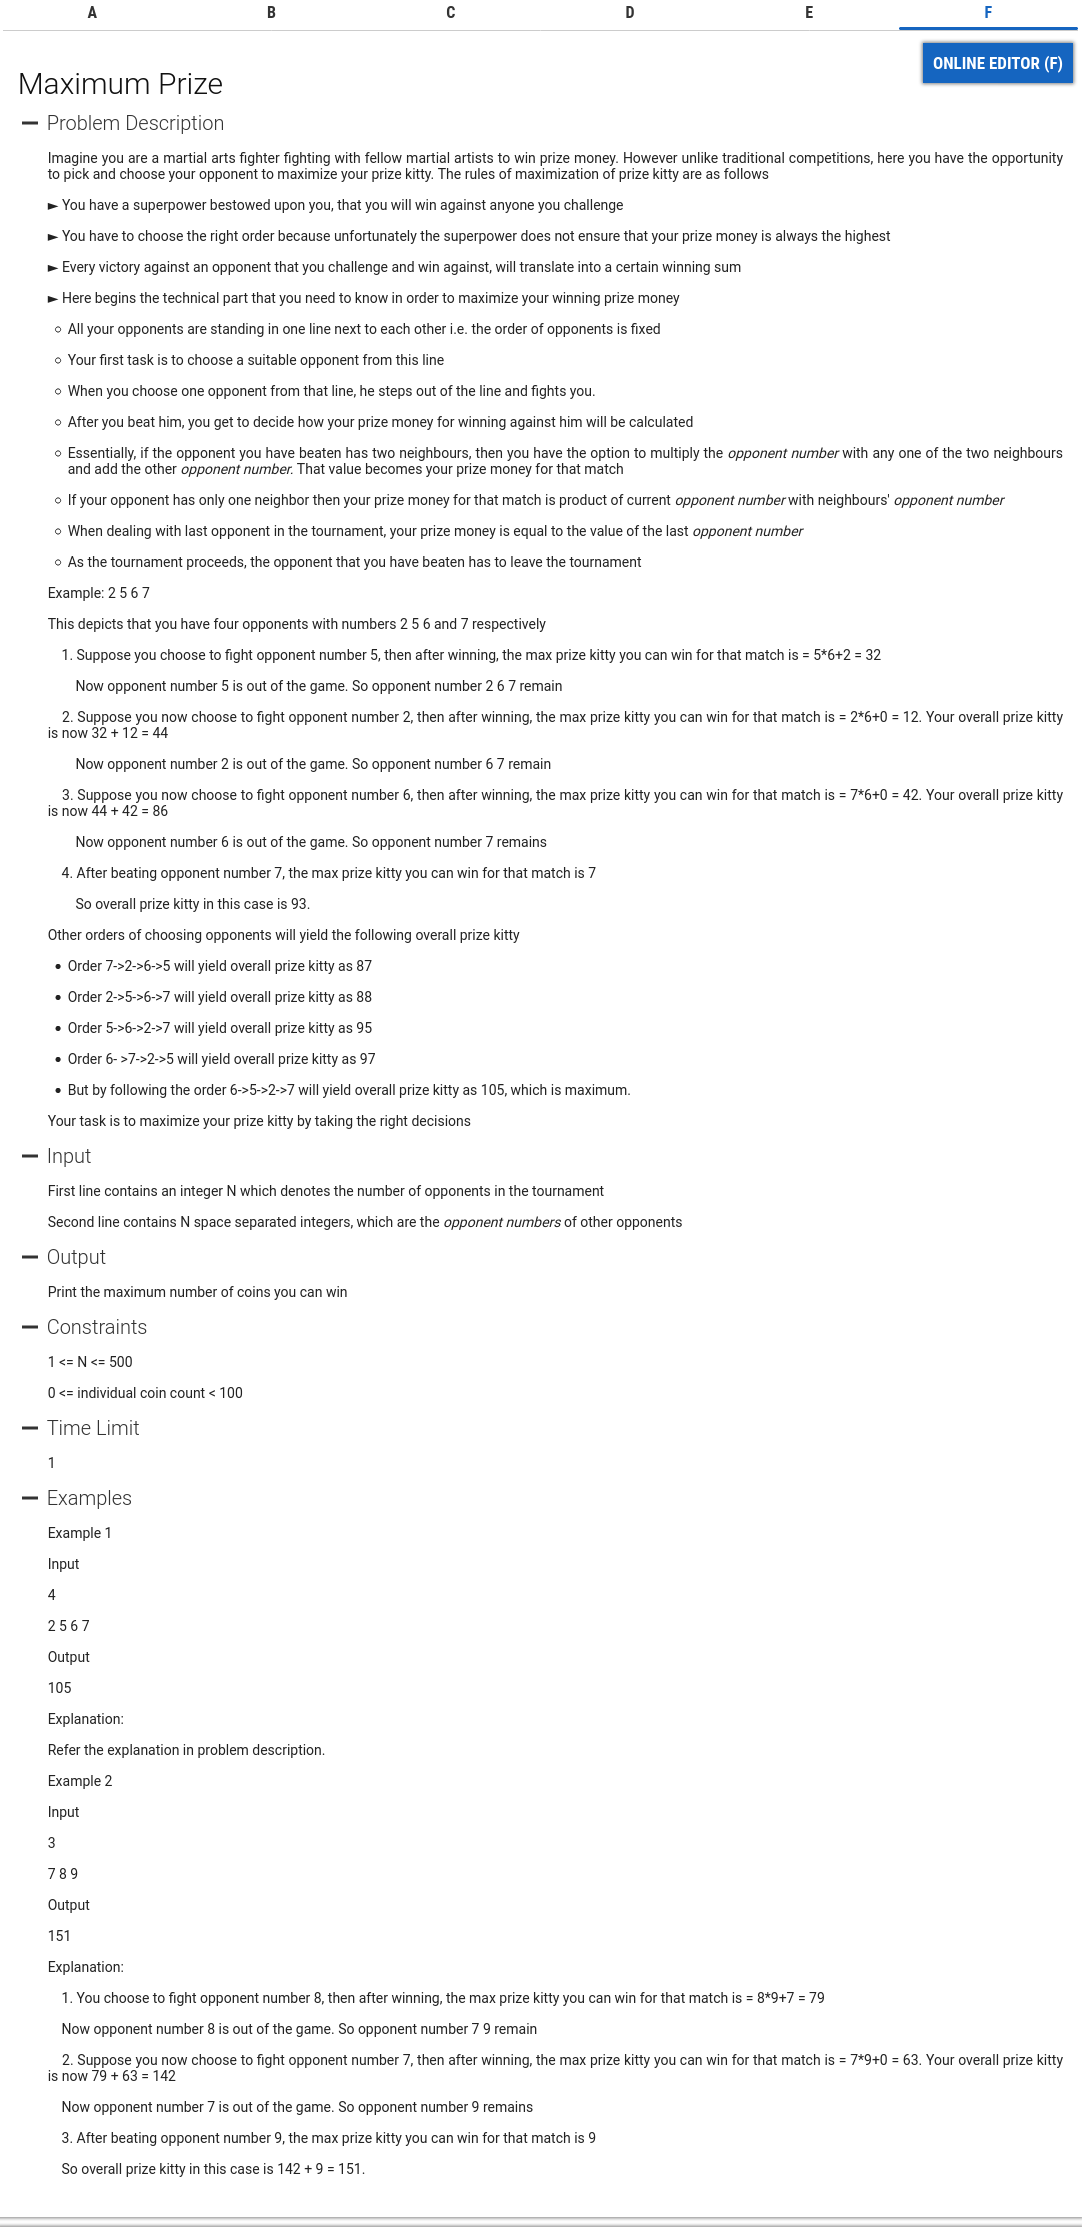 A B C D E F
ONLINE EDITOR (F)
Maximum Prize
Problem Description
Imagine you are a martial arts fighter fighting with fellow martial artists to win prize money. However unlike traditional competitions, here you have the opportunity
to pick and choose your opponent to maximize your prize kitty. The rules of maximization of prize kitty are as follows
► You have a superpower bestowed upon you, that you will win against anyone you challenge
► You have to choose the right order because unfortunately the superpower does not ensure that your prize money is always the highest
► Every victory against an opponent that you challenge and win against, will translate into a certain winning sum
► Here begins the technical part that you need to know in order to maximize your winning prize money
○ All your opponents are standing in one line next to each other i.e. the order of opponents is fixed
○ Your first task is to choose a suitable opponent from this line
○ When you choose one opponent from that line, he steps out of the line and fights you.
○ After you beat him, you get to decide how your prize money for winning against him will be calculated
○ Essentially, if the opponent you have beaten has two neighbours, then you have the option to multiply the opponent number with any one of the two neighbours
and add the other opponent number. That value becomes your prize money for that match
○ If your opponent has only one neighbor then your prize money for that match is product of current opponent number with neighbours' opponent number
○ When dealing with last opponent in the tournament, your prize money is equal to the value of the last opponent number
○ As the tournament proceeds, the opponent that you have beaten has to leave the tournament
Example: 2 5 6 7
This depicts that you have four opponents with numbers 2 5 6 and 7 respectively
1. Suppose you choose to fight opponent number 5, then after winning, the max prize kitty you can win for that match is = 5*6+2 = 32
Now opponent number 5 is out of the game. So opponent number 2 6 7 remain
2. Suppose you now choose to fight opponent number 2, then after winning, the max prize kitty you can win for that match is = 2*6+0 = 12. Your overall prize kitty
is now 32 + 12 = 44
Now opponent number 2 is out of the game. So opponent number 6 7 remain
3. Suppose you now choose to fight opponent number 6, then after winning, the max prize kitty you can win for that match is = 7*6+0 = 42. Your overall prize kitty
is now 44 + 42 = 86
Now opponent number 6 is out of the game. So opponent number 7 remains
4. After beating opponent number 7, the max prize kitty you can win for that match is 7
So overall prize kitty in this case is 93.
Other orders of choosing opponents will yield the following overall prize kitty
• Order 7->2->6->5 will yield overall prize kitty as 87
• Order 2->5->6->7 will yield overall prize kitty as 88
• Order 5->6->2->7 will yield overall prize kitty as 95
• Order 6- >7->2->5 will yield overall prize kitty as 97
• But by following the order 6->5->2->7 will yield overall prize kitty as 105, which is maximum.
Your task is to maximize your prize kitty by taking the right decisions
Input
First line contains an integer N which denotes the number of opponents in the tournament
Second line contains N space separated integers, which are the opponent numbers of other opponents
Output
Print the maximum number of coins you can win
Constraints
1 <= N <= 500
0 <= individual coin count < 100
Time Limit
1
Examples
Example 1
Input
4
2 5 6 7
Output
105
Explanation:
Refer the explanation in problem description.
Example 2
Input
3
7 8 9
Output
151
Explanation:
1. You choose to fight opponent number 8, then after winning, the max prize kitty you can win for that match is = 8*9+7 = 79
Now opponent number 8 is out of the game. So opponent number 7 9 remain
2. Suppose you now choose to fight opponent number 7, then after winning, the max prize kitty you can win for that match is = 7*9+0 = 63. Your overall prize kitty
is now 79 + 63 = 142
Now opponent number 7 is out of the game. So opponent number 9 remains
3. After beating opponent number 9, the max prize kitty you can win for that match is 9
So overall prize kitty in this case is 142 + 9 = 151.